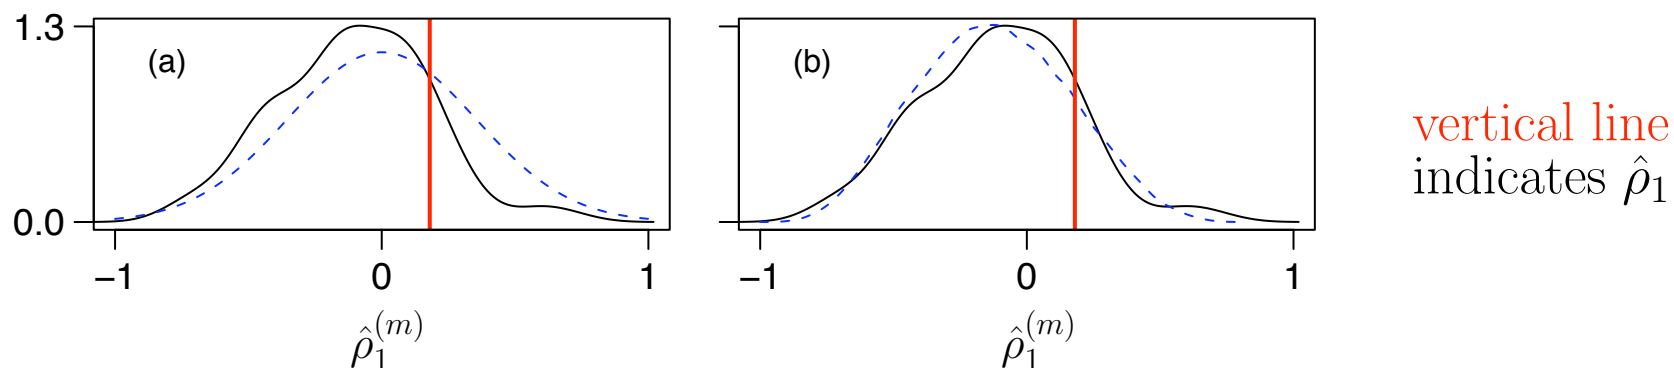 1.3
(a)
(b)
vertical line
indicates ρ̂₁
0.0
−1 0 1
−1 0 1
ρ̂₁⁽ᵐ⁾
ρ̂₁⁽ᵐ⁾